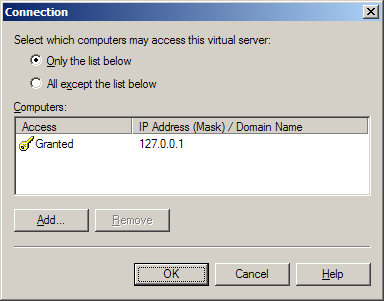 Connection
Select which computers may access this virtual server:
Only the list below
All except the list below
Computers:
Access IP Address (Mask) / Domain Name
Granted 127.0.0.1
Add... Remove
OK Cancel Help